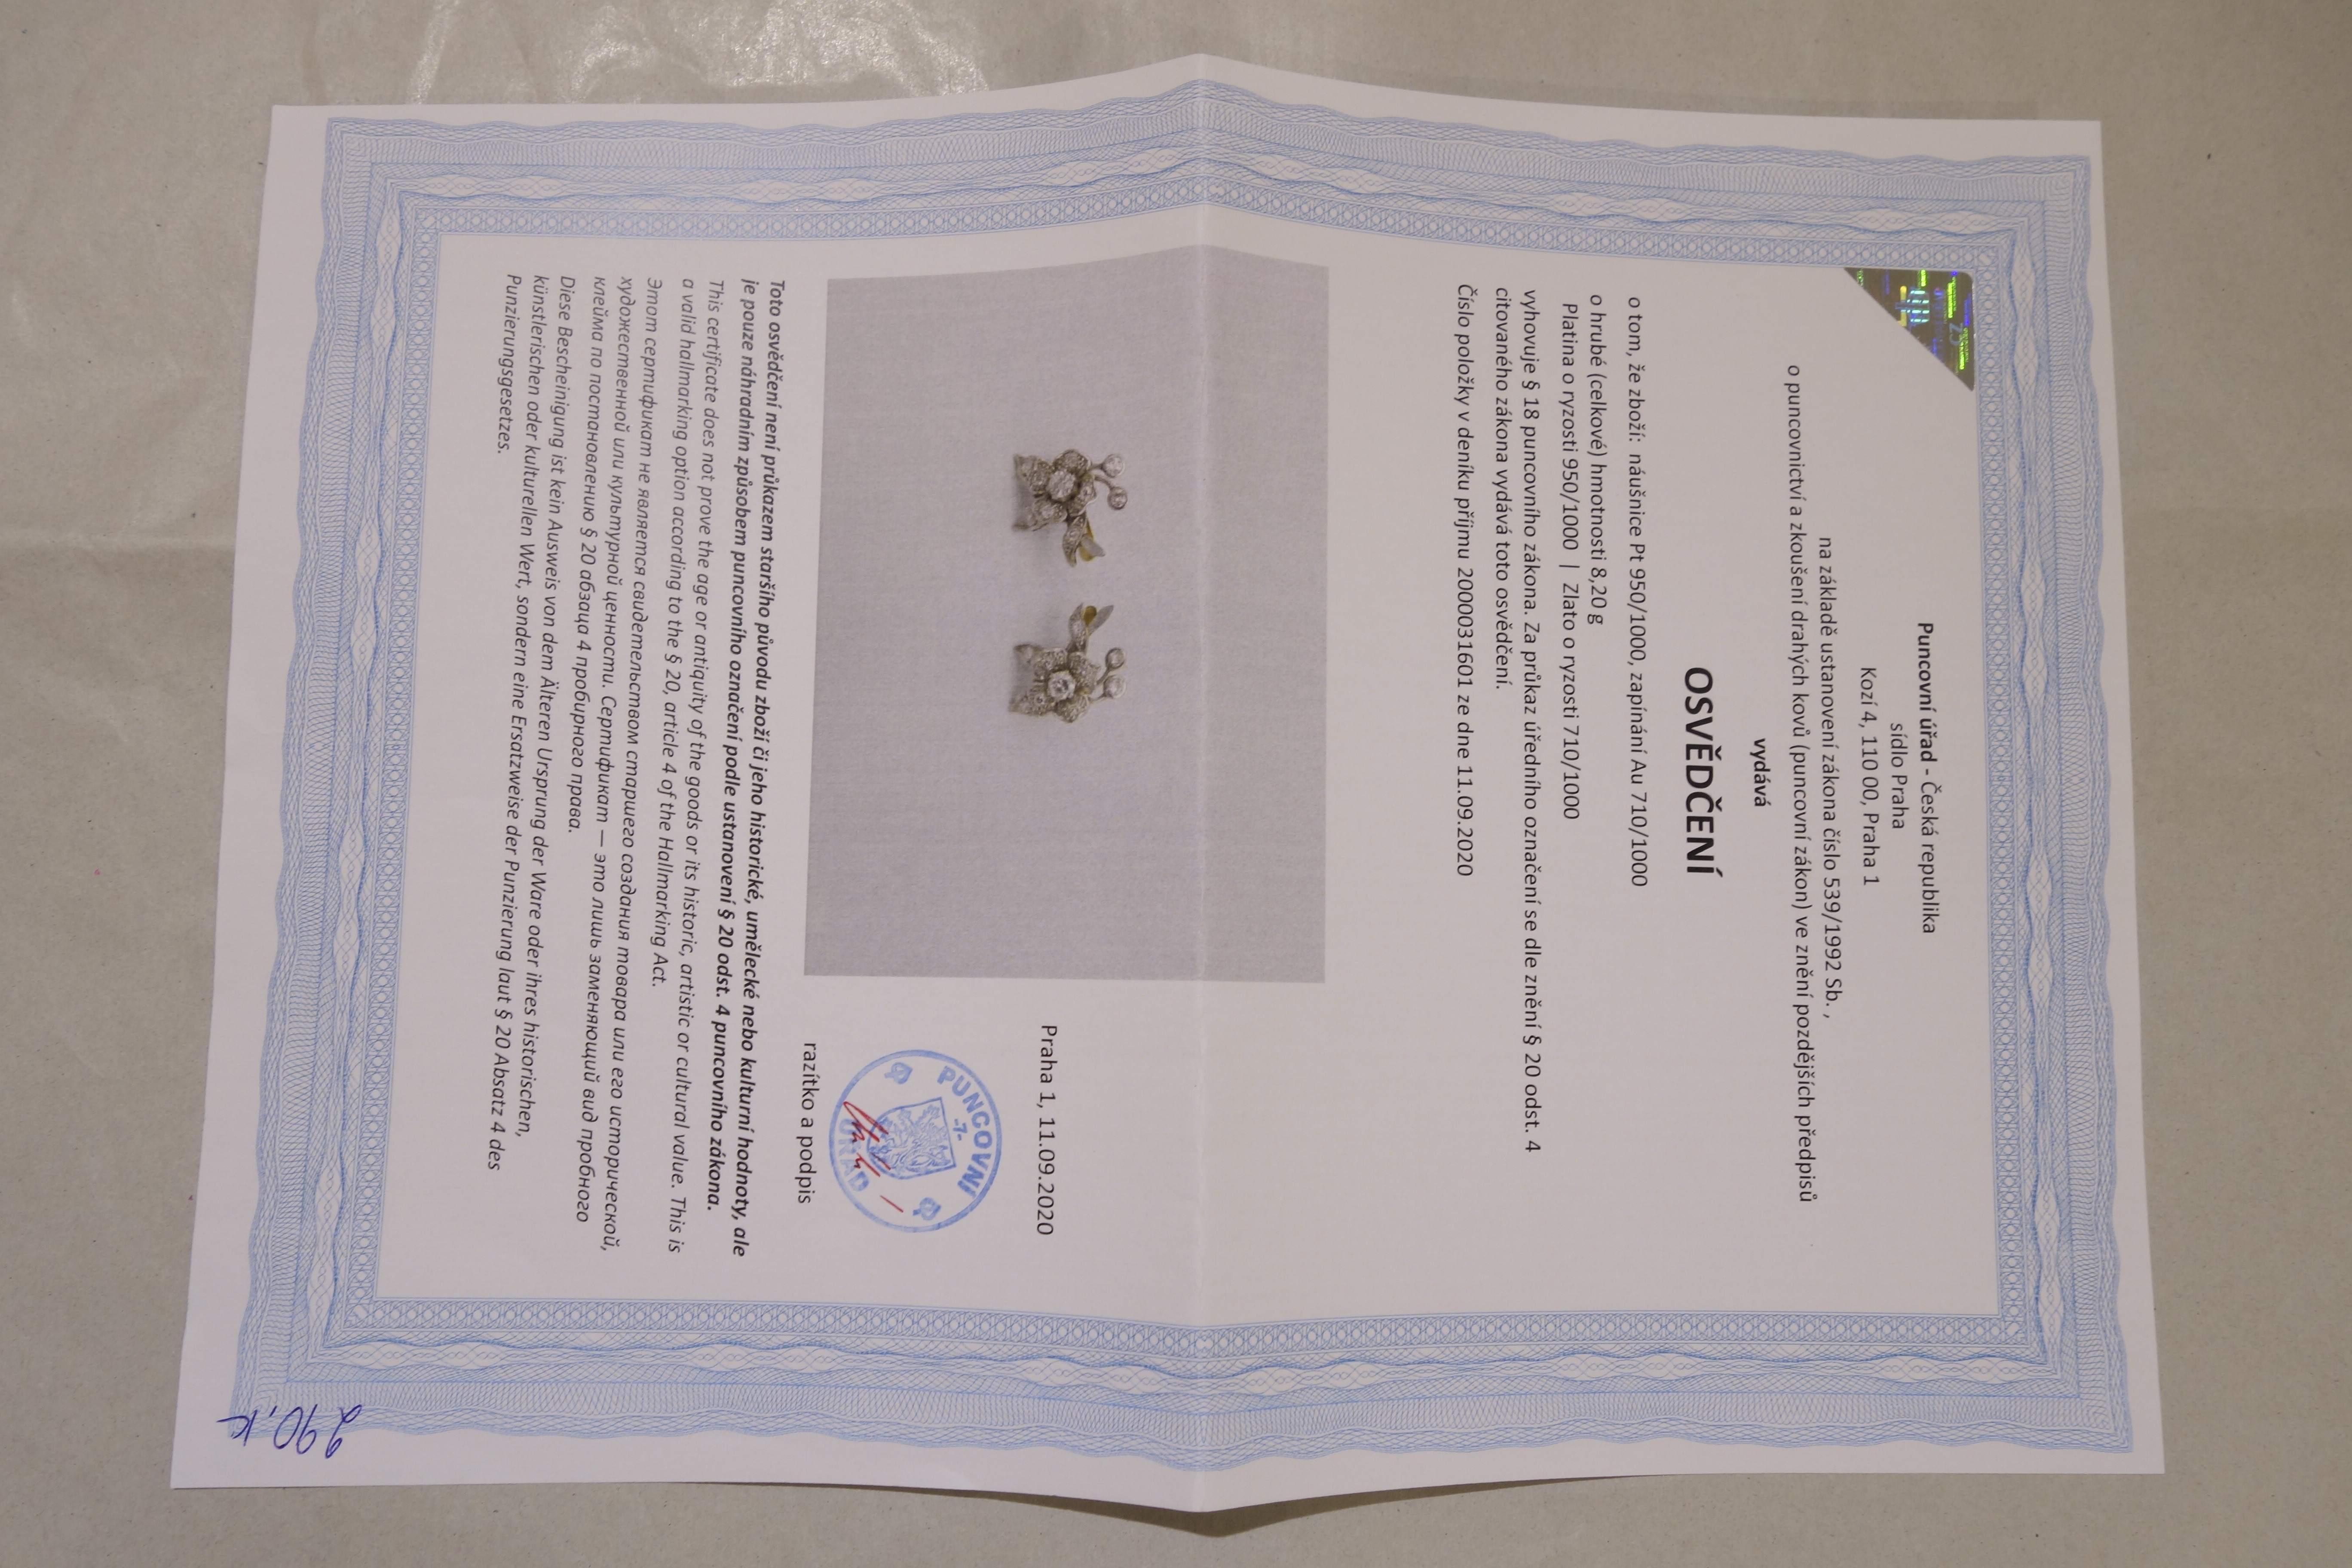 Puncovní úřad - Česká republika
sídlo Praha
Kozí 4, 110 00, Praha 1
na základě ustanovení zákona číslo 539/1992 Sb. ,
o puncovnictví a zkoušení drahých kovů (puncovní zákon) ve znění pozdějších předpisů
vydává
OSVĚDČENÍ
o tom, že zboží: náušnice Pt 950/1000, zapínání Au 710/1000
o hrubé (celkové) hmotnosti 8,20 g
Platina o ryzosti 950/1000 | Zlato o ryzosti 710/1000
vyhovuje § 18 puncovního zákona. Za průkaz úředního označení se dle znění § 20 odst. 4
citovaného zákona vydává toto osvědčení.
Číslo položky v deníku příjmu 2000031601 ze dne 11.09.2020
Praha 1, 11.09.2020
PUNCOVNÍ
-7-
ÚŘAD
razítko a podpis
Toto osvědčení není průkazem staršího původu zboží či jeho historické, umělecké nebo kulturní hodnoty, ale
je pouze náhradním způsobem puncovního označení podle ustanovení § 20 odst. 4 puncovního zákona.
This certificate does not prove the age or antiquity of the goods or its historic, artistic or cultural value. This is
a valid hallmarking option according to the § 20, article 4 of the Hallmarking Act.
Этот сертификат не является свидетельством старшего создания товара или его исторической,
художественной или культурной ценности. Сертификат — это лишь заменяющий вид пробного
клейма по постановлению § 20 абзаца 4 пробирного права.
Diese Bescheinigung ist kein Ausweis von dem Älteren Ursprung der Ware oder ihres historischen,
künstlerischen oder kulturellen Wert, sondern eine Ersatzweise der Punzierung laut § 20 Absatz 4 des
Punzierungsgesetzes.
290,